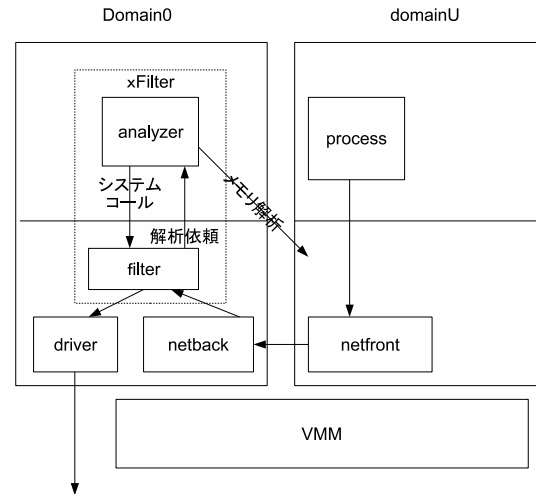 Domain0
domainU
xFilter
analyzer
process
システム
コール
メモリ解析
解析依頼
filter
driver
netback
netfront
VMM